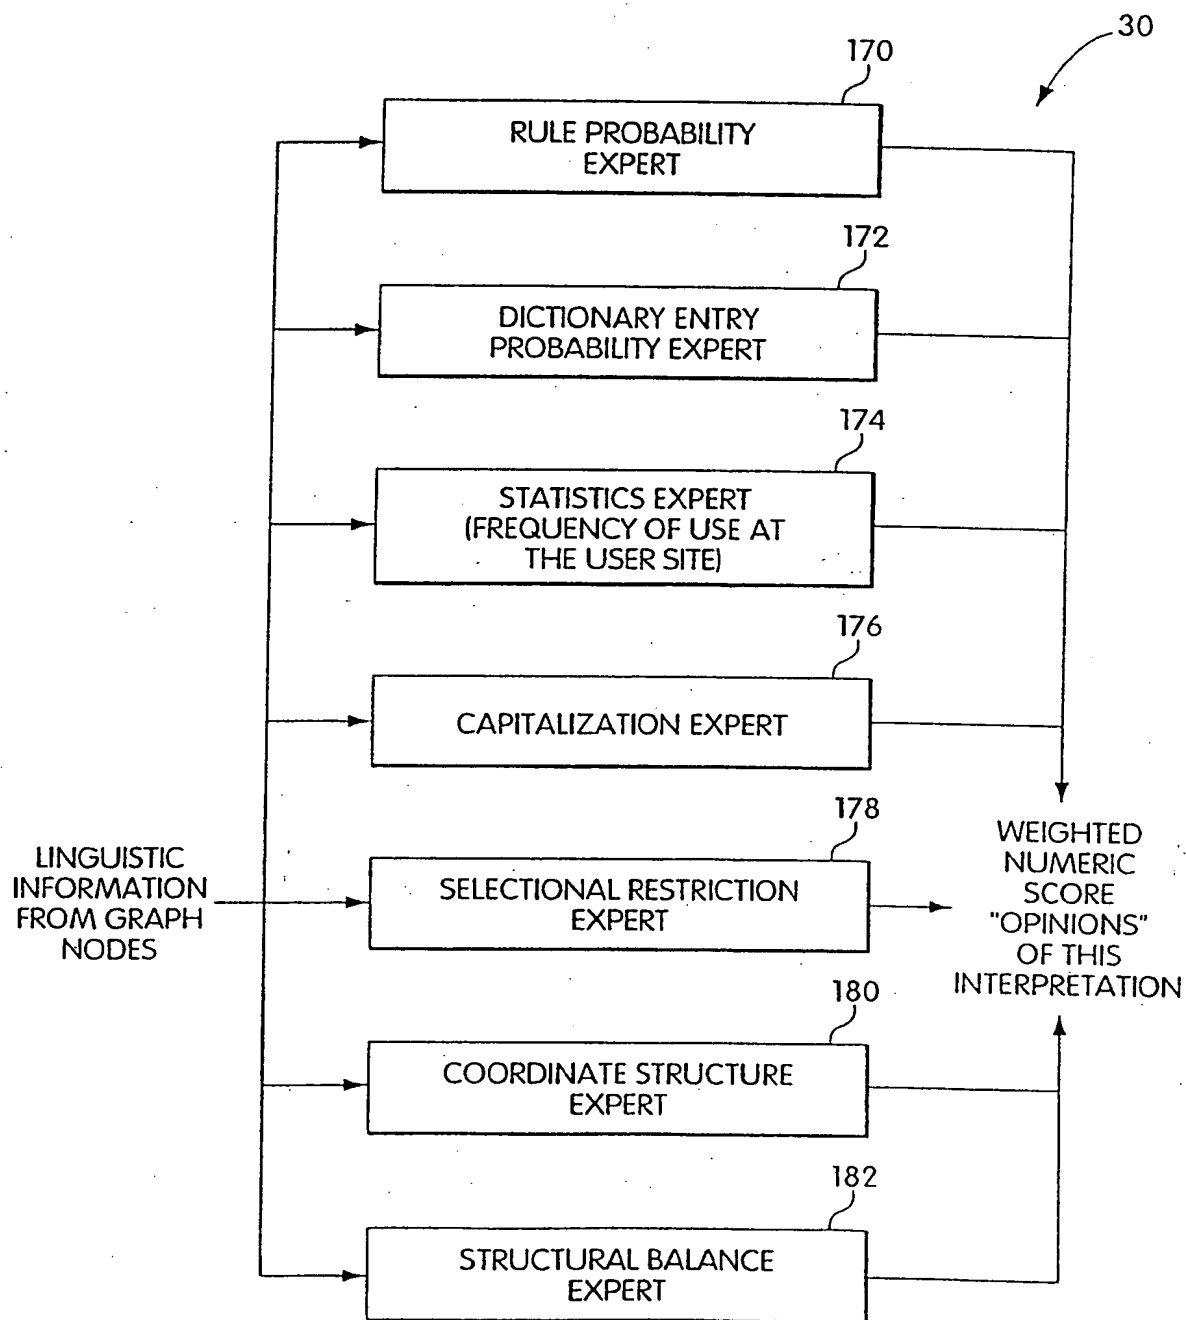 30
170
RULE PROBABILITY
EXPERT
172
DICTIONARY ENTRY
PROBABILITY EXPERT
174
STATISTICS EXPERT
(FREQUENCY OF USE AT
THE USER SITE)
176
CAPITALIZATION EXPERT
178
LINGUISTIC
INFORMATION
FROM GRAPH
NODES
SELECTIONAL RESTRICTION
EXPERT
WEIGHTED
NUMERIC
SCORE
"OPINIONS"
OF THIS
INTERPRETATION
180
COORDINATE STRUCTURE
EXPERT
182
STRUCTURAL BALANCE
EXPERT